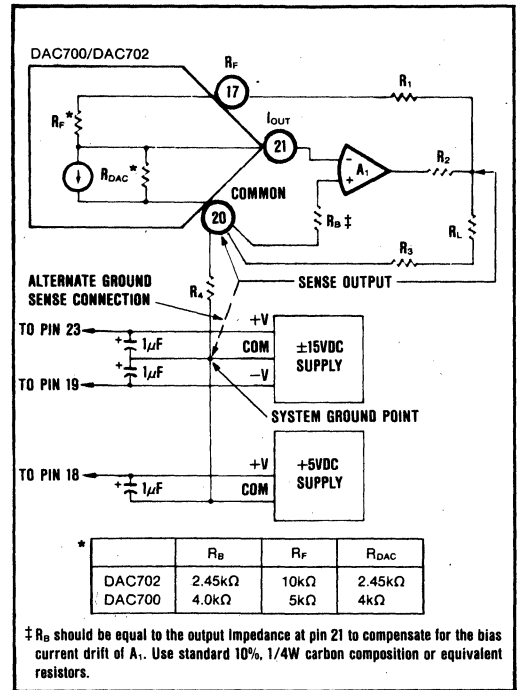 DAC700/DAC702
R_F
17
R_F*
I_OUT
21
R_DAC*
COMMON
20
R_1
− A_1 +
R_2
R_B ‡
R_L
R_3
SENSE OUTPUT
ALTERNATE GROUND
SENSE CONNECTION
R_4
TO PIN 23
+V
+ 1µF
COM
±15VDC
SUPPLY
+ 1µF
TO PIN 19
−V
SYSTEM GROUND POINT
TO PIN 18
+V
+5VDC
SUPPLY
+ 1µF
COM
*
R_B R_F R_DAC
DAC702 2.45kΩ 10kΩ 2.45kΩ
DAC700 4.0kΩ 5kΩ 4kΩ
‡ R_B should be equal to the output Impedance at pin 21 to compensate for the bias
current drift of A_1. Use standard 10%, 1/4W carbon composition or equivalent
resistors.